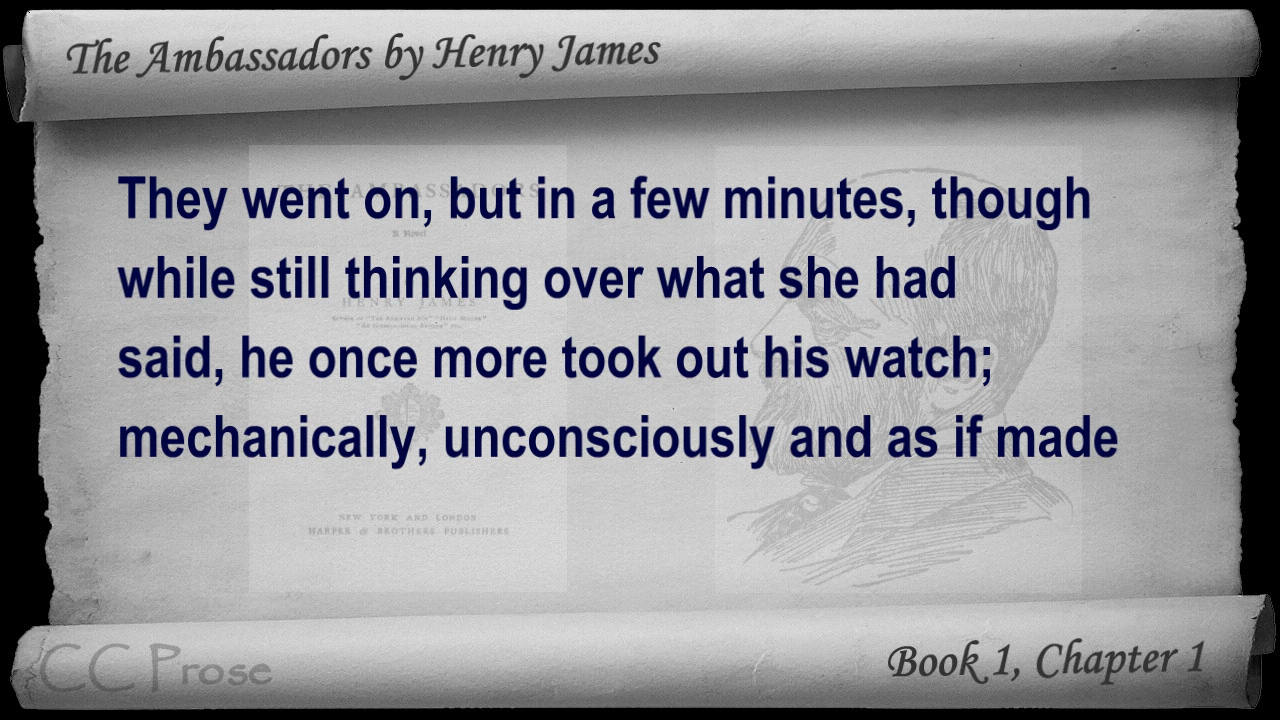 The Ambassadors by Henry James
They went on, but in a few minutes, though
while still thinking over what she had
said, he once more took out his watch;
mechanically, unconsciously and as if made
THE AMBASSADORS
HENRY JAMES
NEW YORK AND LONDON
HARPER @ BROTHERS PUBLISHERS
CC Prose
Book 1, Chapter 1